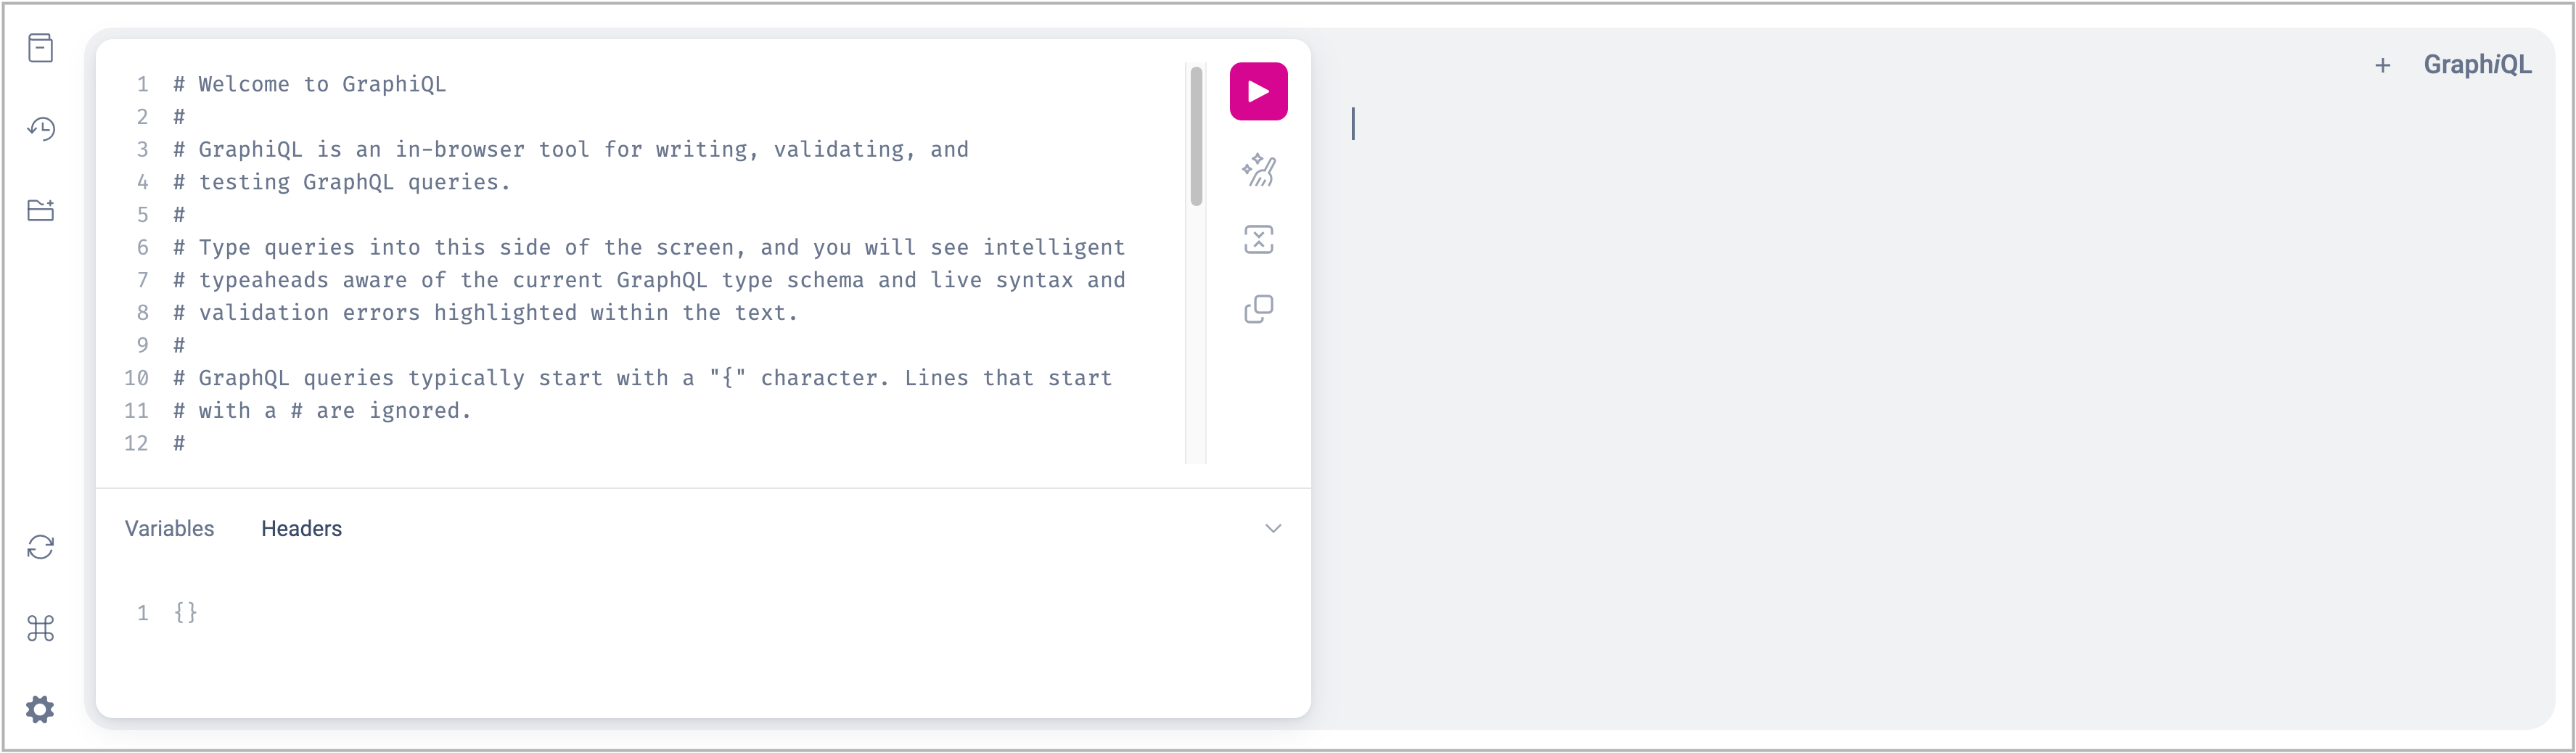 1 # Welcome to GraphiQL
2 #
3 # GraphiQL is an in-browser tool for writing, validating, and
4 # testing GraphQL queries.
5 #
6 # Type queries into this side of the screen, and you will see intelligent
7 # typeaheads aware of the current GraphQL type schema and live syntax and
8 # validation errors highlighted within the text.
9 #
10 # GraphQL queries typically start with a "{" character. Lines that start
11 # with a # are ignored.
12 #
Variables Headers
1 {}
+ GraphiQL